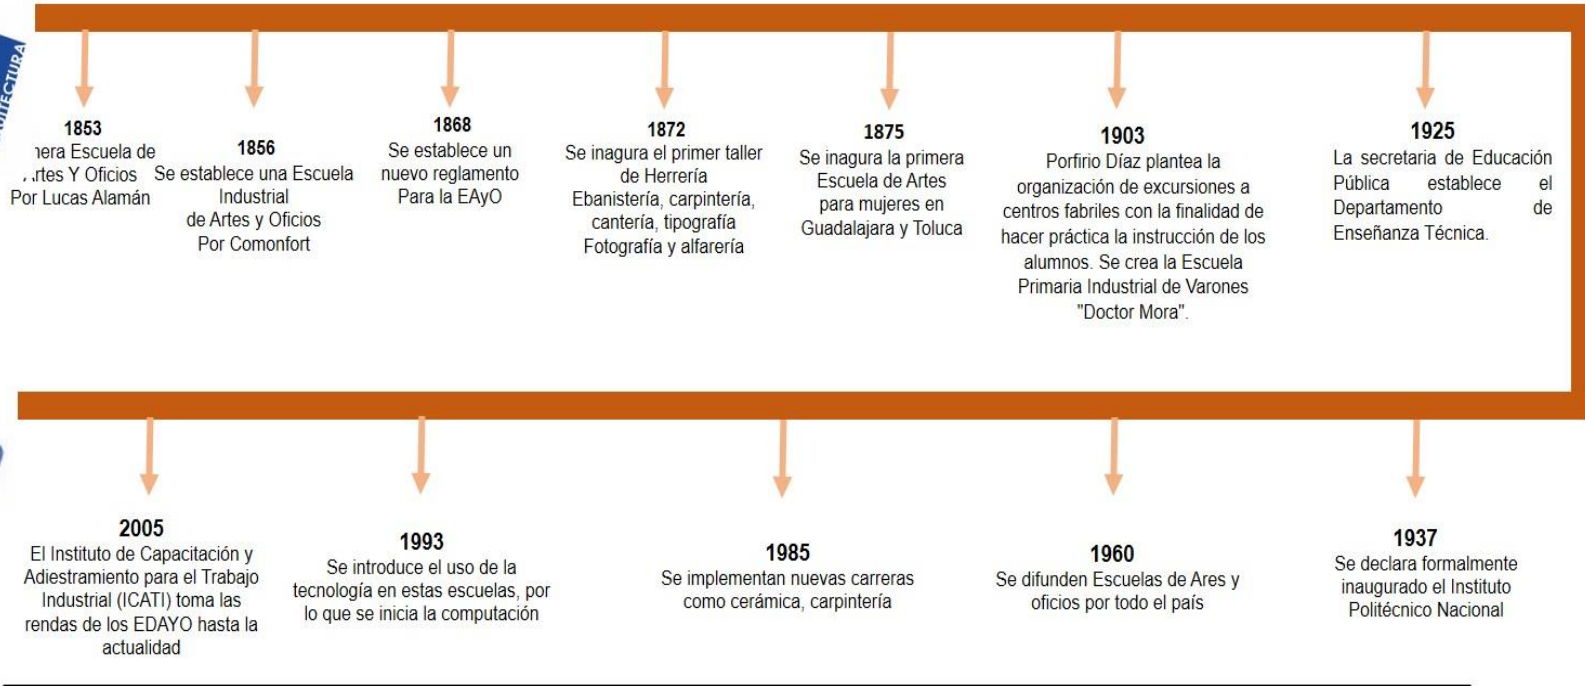 1853
Escuela de
Y Oficios
Por Lucas Alamán
1856
Se establece una Escuela
Industrial
de Artes y Oficios
Por Comonfort
1868
Se establece un
nuevo reglamento
Para la EAyO
1872
Se inagura el primer taller
de Herrería
Ebanistería, carpintería,
cantería, tipografía
Fotografía y alfarería
1875
Se inagura la primera
Escuela de Artes
para mujeres en
Guadalajara y Toluca
1903
Porfirio Díaz plantea la
organización de excursiones a
centros fabriles con la finalidad de
hacer práctica la instrucción de los
alumnos. Se crea la Escuela
Primaria Industrial de Varones
"Doctor Mora".
1925
La secretaria de Educación
Pública establece el
Departamento de
Enseñanza Técnica.
2005
El Instituto de Capacitación y
Adiestramiento para el Trabajo
Industrial (ICATI) toma las
rendas de los EDAYO hasta la
actualidad
1993
Se introduce el uso de la
tecnología en estas escuelas, por
lo que se inicia la computación
1985
Se implementan nuevas carreras
como cerámica, carpintería
1960
Se difunden Escuelas de Ares y
oficios por todo el país
1937
Se declara formalmente
inaugurado el Instituto
Politécnico Nacional